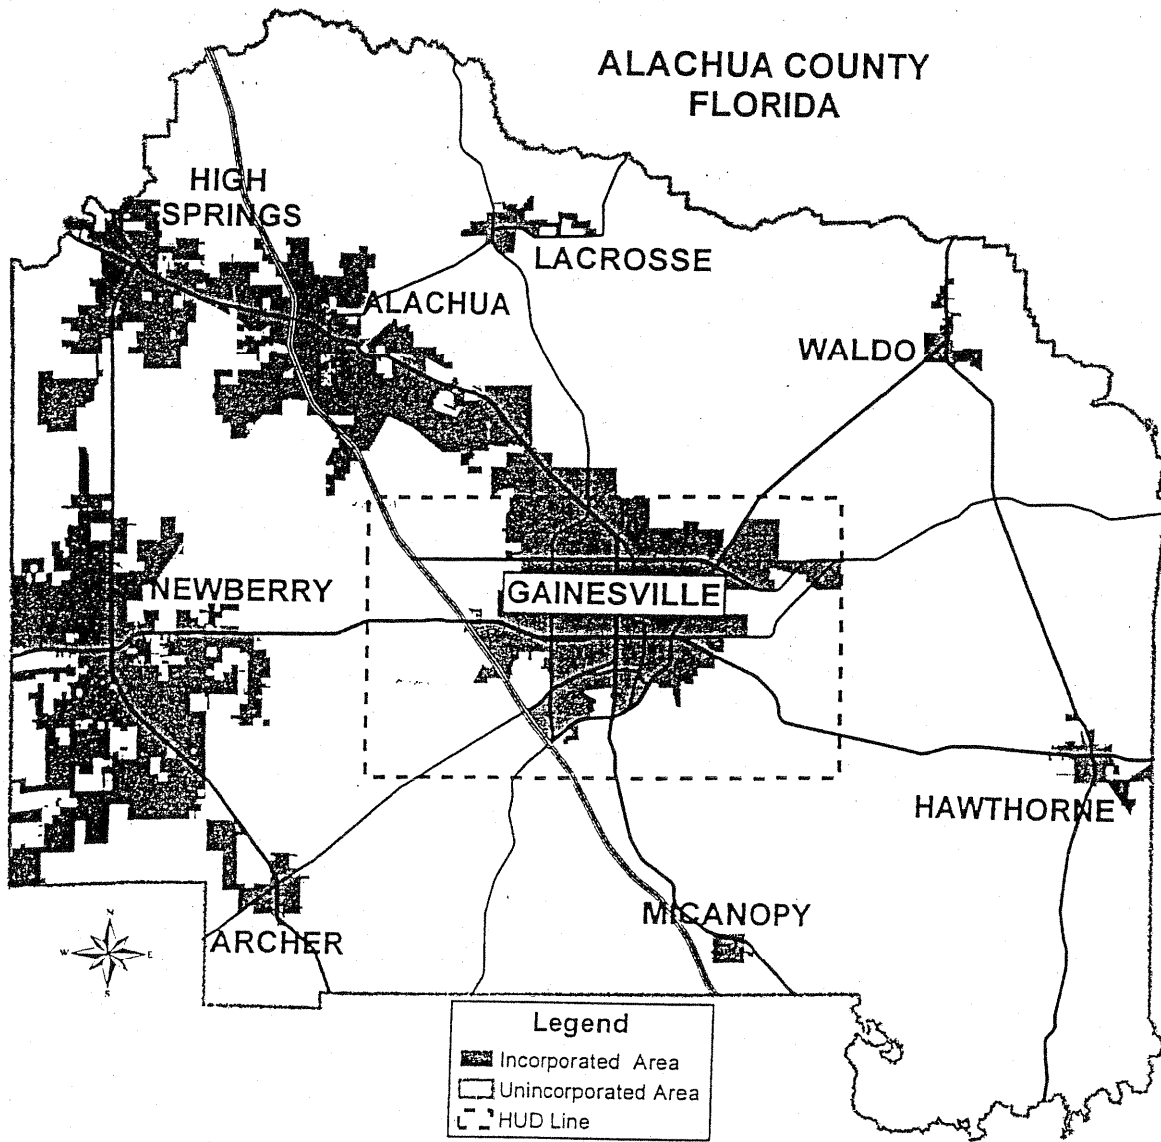 ALACHUA COUNTY
FLORIDA
HIGH
SPRINGS
LACROSSE
ALACHUA
WALDO
NEWBERRY
GAINESVILLE
HAWTHORNE
MICANOPY
ARCHER
N
W
E
S
Legend
Incorporated Area
Unincorporated Area
HUD Line